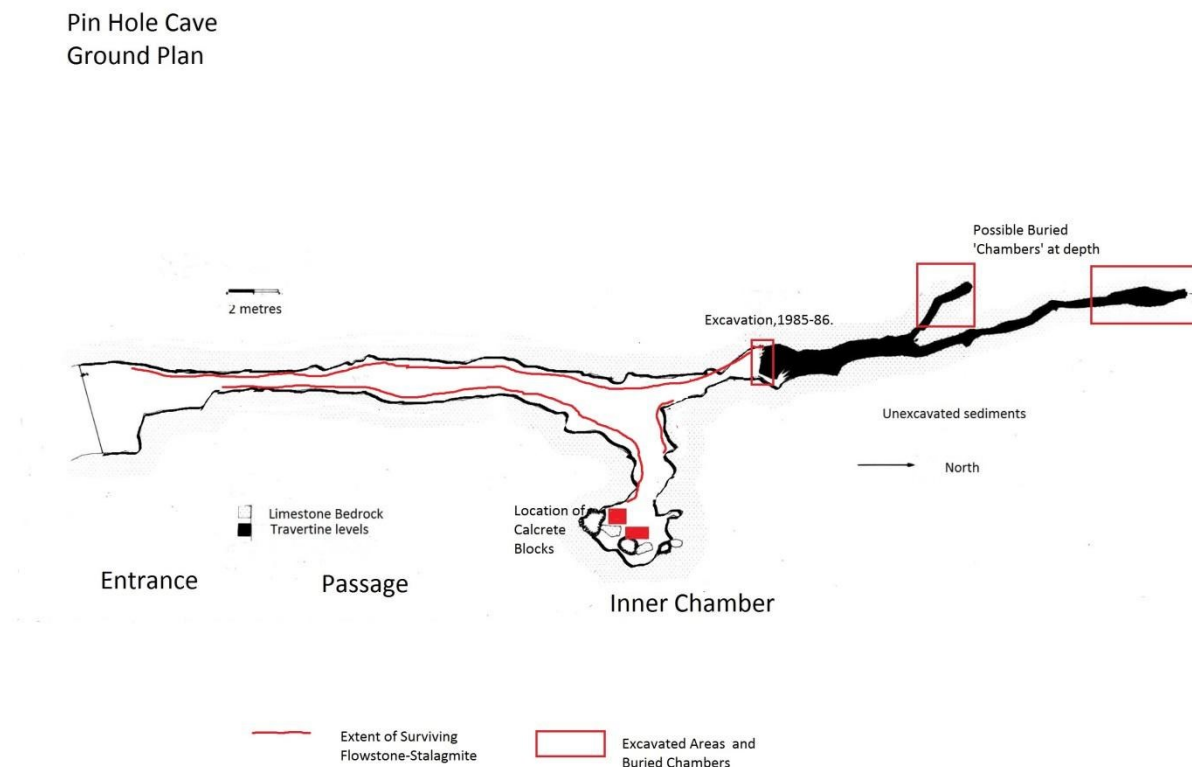 Pin Hole Cave
Ground Plan
Possible Buried
'Chambers' at depth
2 metres
Excavation,1985-86.
Unexcavated sediments
North
Limestone Bedrock
Travertine levels
Location of
Calcrete
Blocks
Entrance
Passage
Inner Chamber
Extent of Surviving
Flowstone-Stalagmite
Excavated Areas and
Buried Chambers